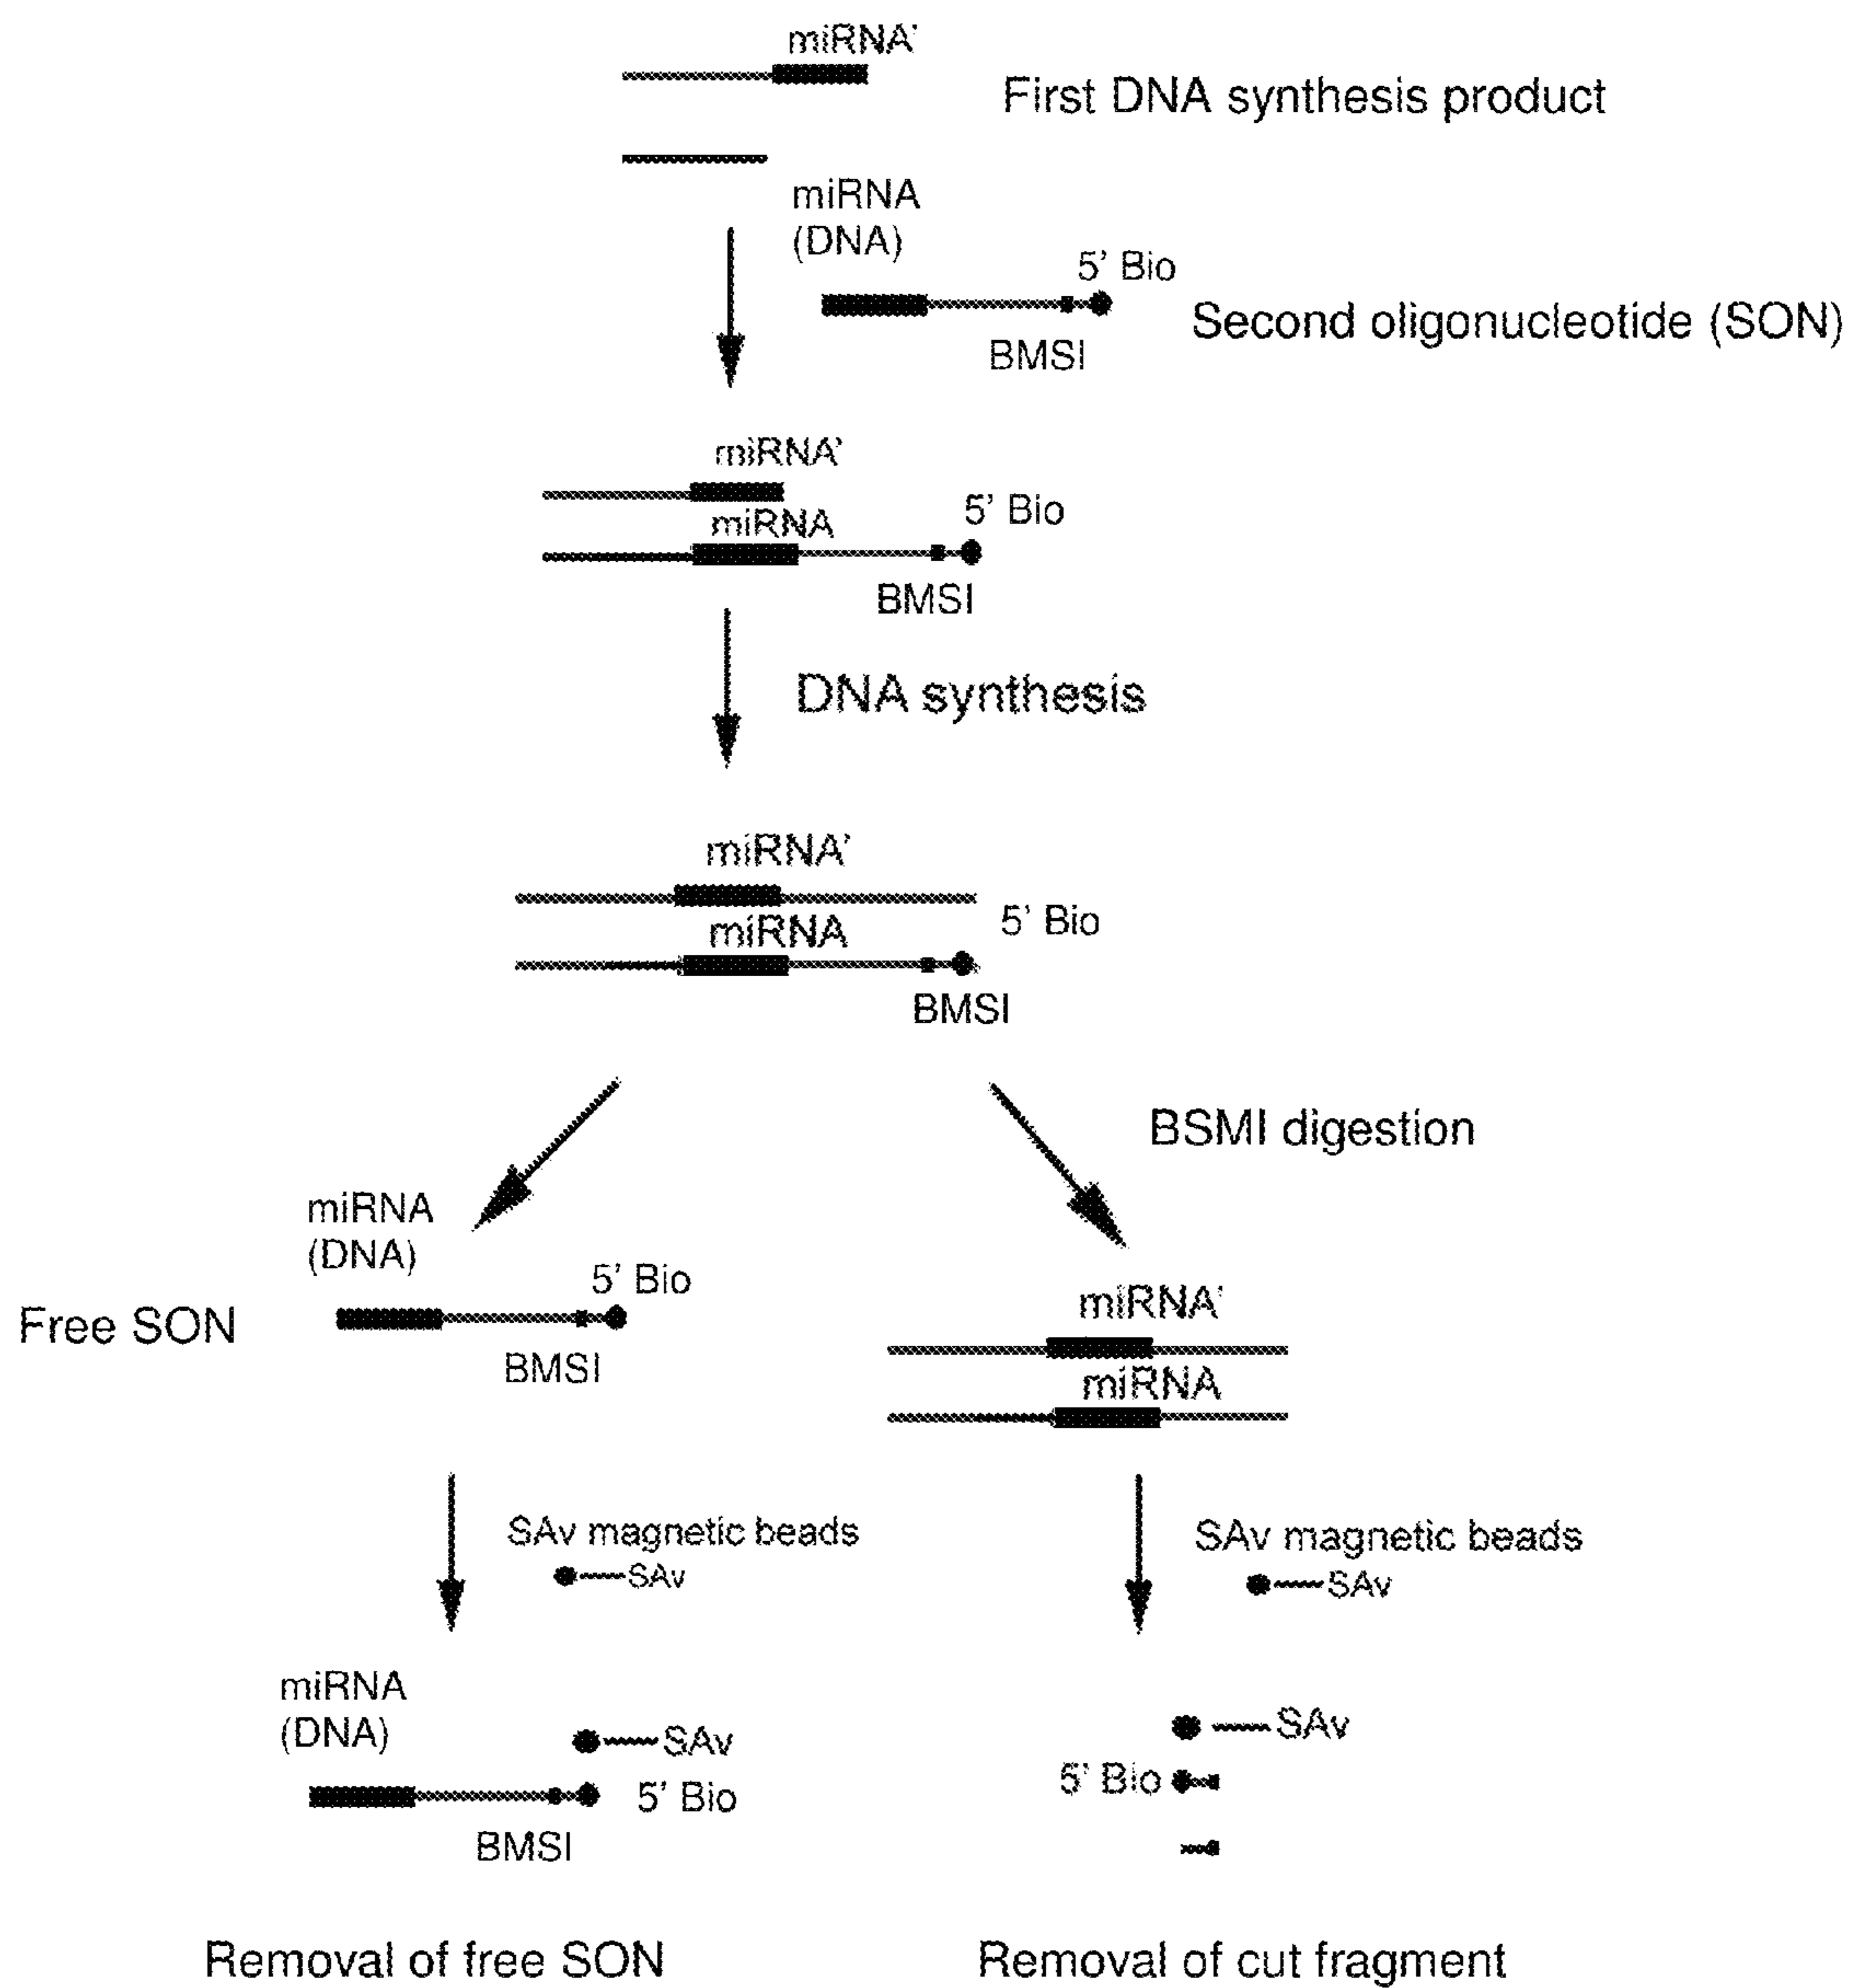 miRNA'
First DNA synthesis product
miRNA
(DNA)
5' Bio
Second oligonucleotide (SON)
BMSI
miRNA'
miRNA
5' Bio
BMSI
DNA synthesis
miRNA'
miRNA
5' Bio
BMSI
BSMI digestion
miRNA
(DNA)
5' Bio
Free SON
BMSI
miRNA'
miRNA
SAv magnetic beads
SAv
SAv magnetic beads
SAv
miRNA
(DNA)
SAv
5' Bio
BMSI
SAv
5' Bio
Removal of free SON
Removal of cut fragment